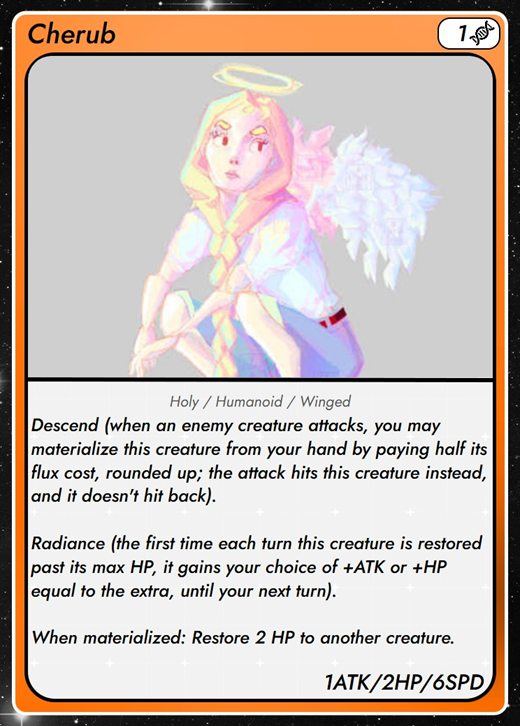 Cherub
1
Holy / Humanoid / Winged
Descend (when an enemy creature attacks, you may
materialize this creature from your hand by paying half its
flux cost, rounded up; the attack hits this creature instead,
and it doesn't hit back).
Radiance (the first time each turn this creature is restored
past its max HP, it gains your choice of +ATK or +HP
equal to the extra, until your next turn).
When materialized: Restore 2 HP to another creature.
1ATK/2HP/6SPD